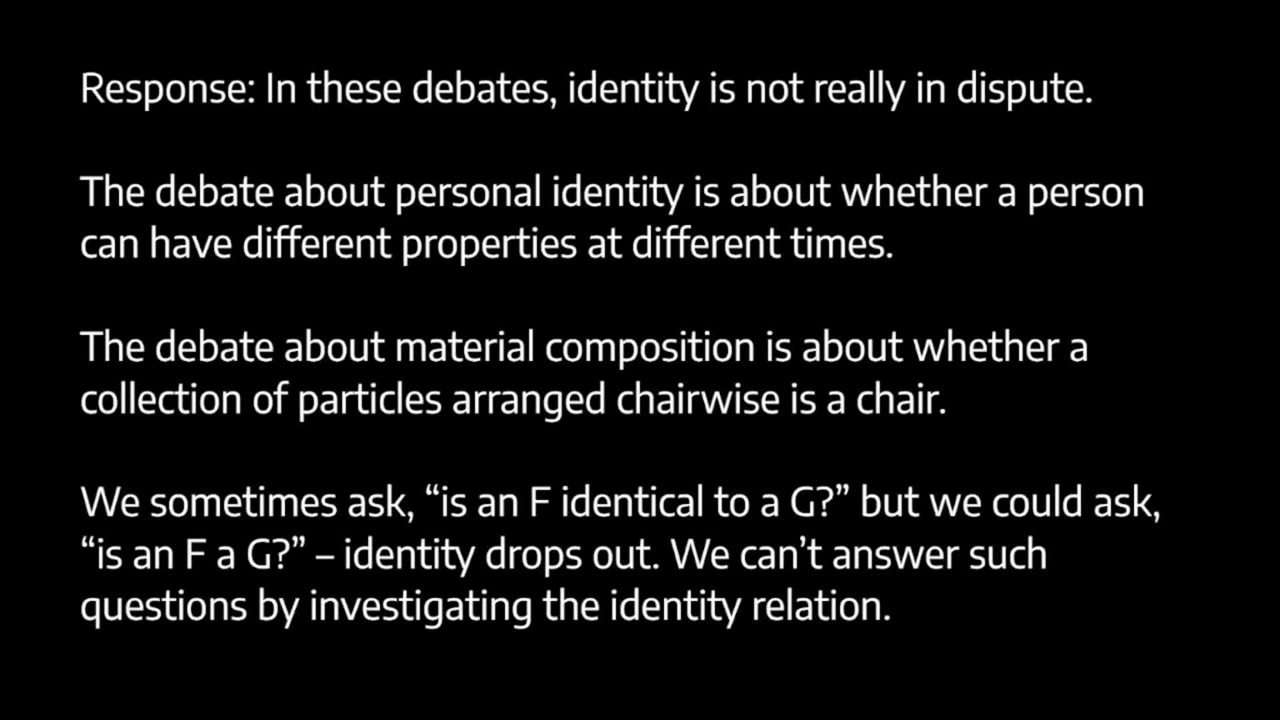 Response: In these debates, identity is not really in dispute.
The debate about personal identity is about whether a person
can have different properties at different times.
The debate about material composition is about whether a
collection of particles arranged chairwise is a chair.
We sometimes ask, “is an F identical to a G?” but we could ask,
“is an F a G?” – identity drops out. We can’t answer such
questions by investigating the identity relation.